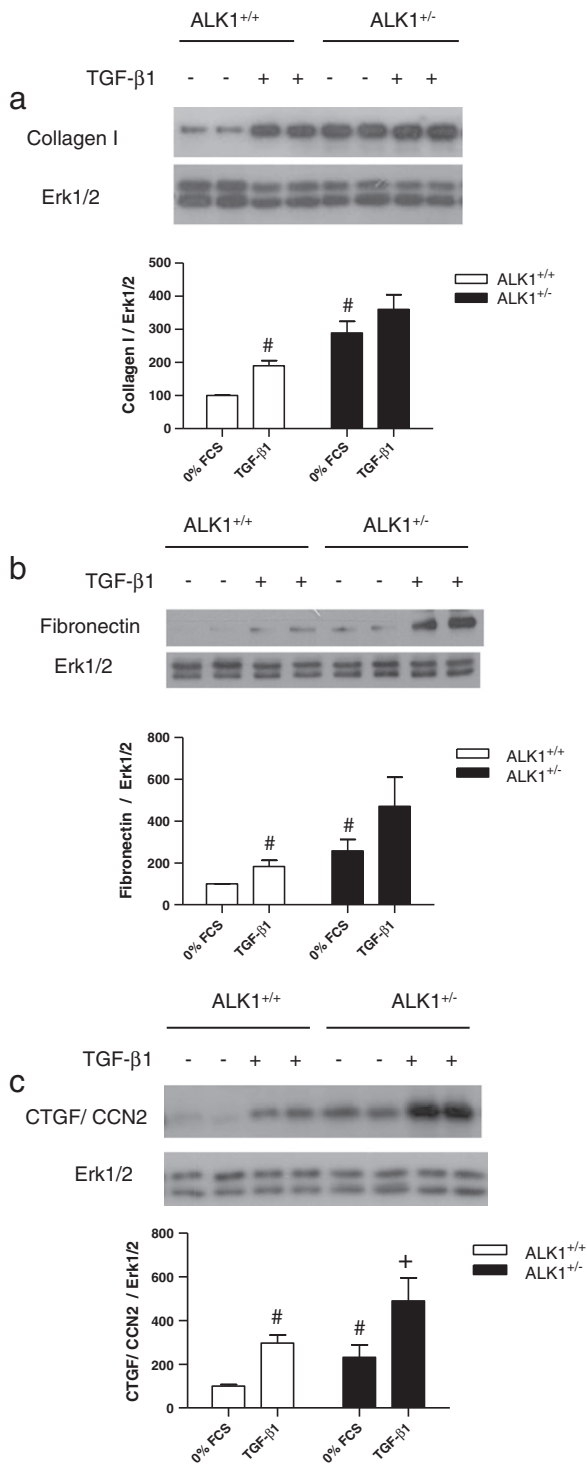 ALK1+/+ ALK1+/-
TGF-β1 - - + + - - + +
a
Collagen I
Erk1/2
500
400
300
200
100
0
Collagen I / Erk1/2
# #
ALK1+/+
ALK1+/-
0% FCS TGF-β1 0% FCS TGF-β1
ALK1+/+ ALK1+/-
b
TGF-β1 - - + + - - + +
Fibronectin
Erk1/2
800
600
400
200
0
Fibronectin / Erk1/2
# #
ALK1+/+
ALK1+/-
0% FCS TGF-β1 0% FCS TGF-β1
ALK1+/+ ALK1+/-
TGF-β1 - - + + - - + +
c
CTGF/ CCN2
Erk1/2
800
600
400
200
0
CTGF/ CCN2 / Erk1/2
# # +
ALK1+/+
ALK1+/-
0% FCS TGF-β1 0% FCS TGF-β1